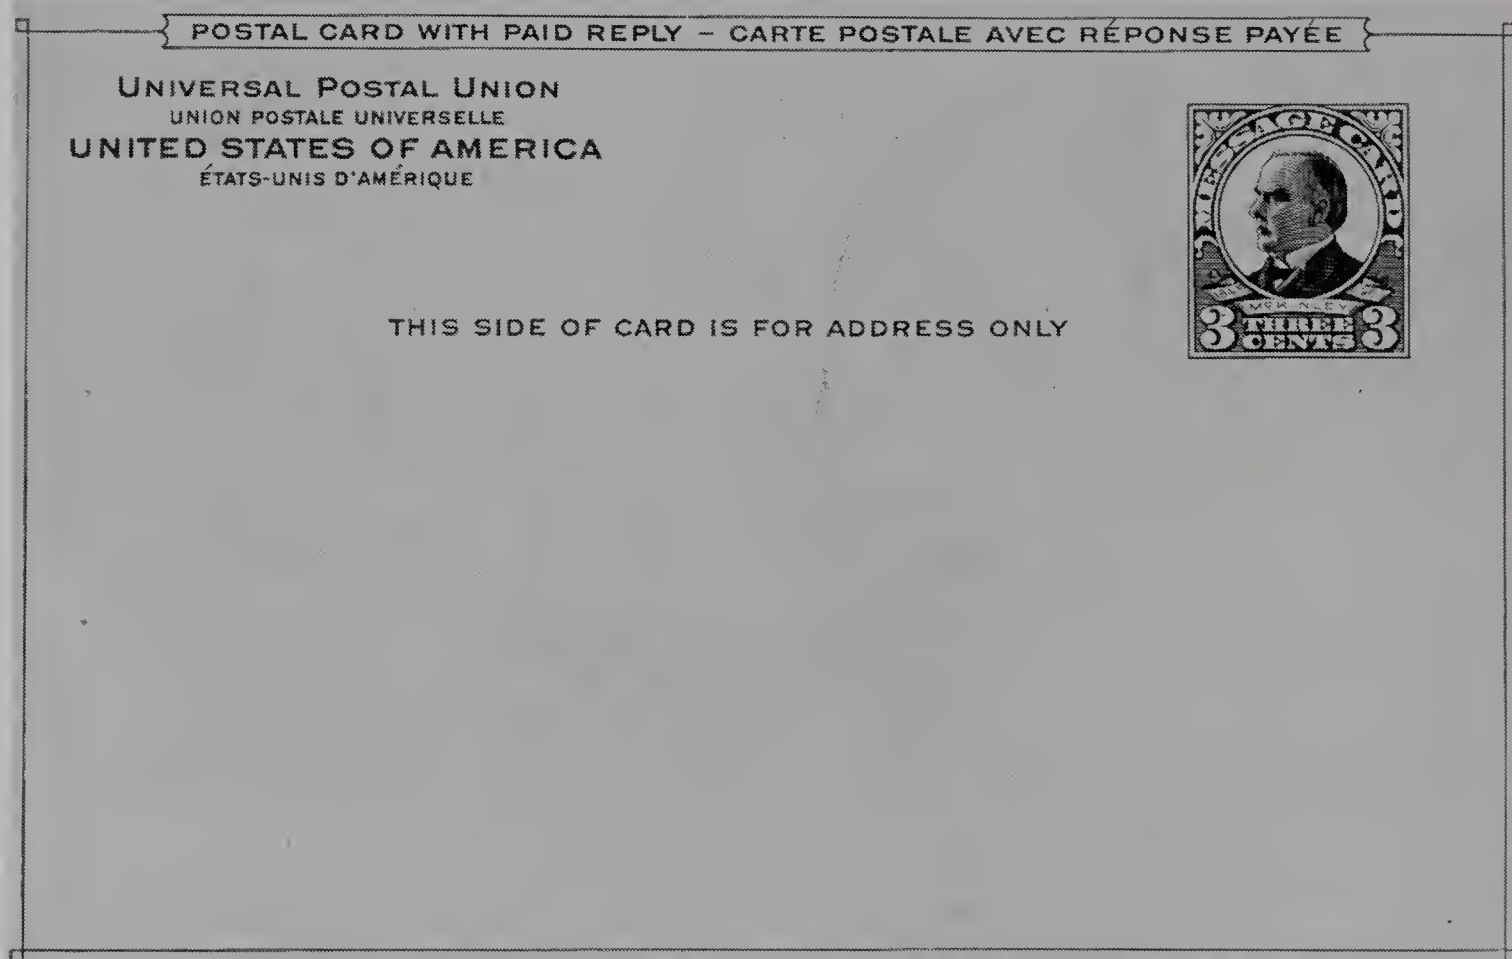 POSTAL CARD WITH PAID REPLY – CARTE POSTALE AVEC RÉPONSE PAYÉE
UNIVERSAL POSTAL UNION
UNION POSTALE UNIVERSELLE
UNITED STATES OF AMERICA
ÉTATS-UNIS D'AMÉRIQUE
MESSAGE CARD
McKINLEY
3 THREE CENTS 3
THIS SIDE OF CARD IS FOR ADDRESS ONLY